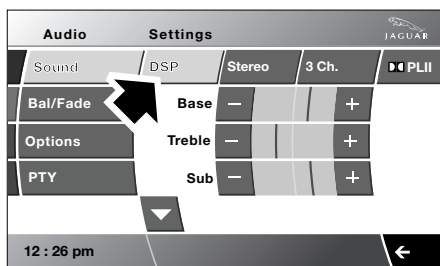 Audio Settings
JAGUAR
Sound DSP Stereo 3 Ch. PLII
Bal/Fade Base − +
Options Treble − +
PTY Sub − +
12 : 26 pm